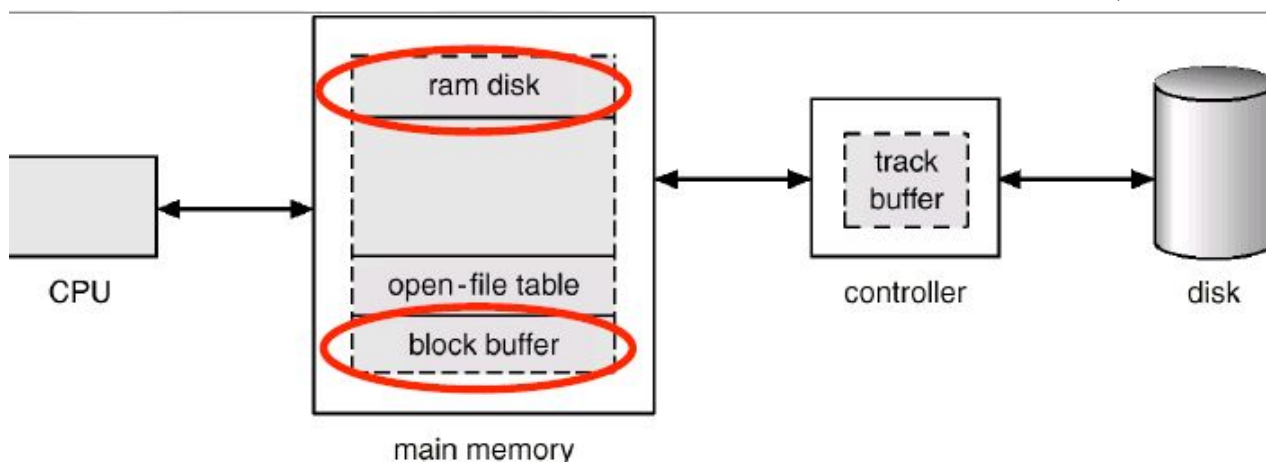 ram disk
track
buffer
open-file table
CPU
controller
disk
block buffer
main memory